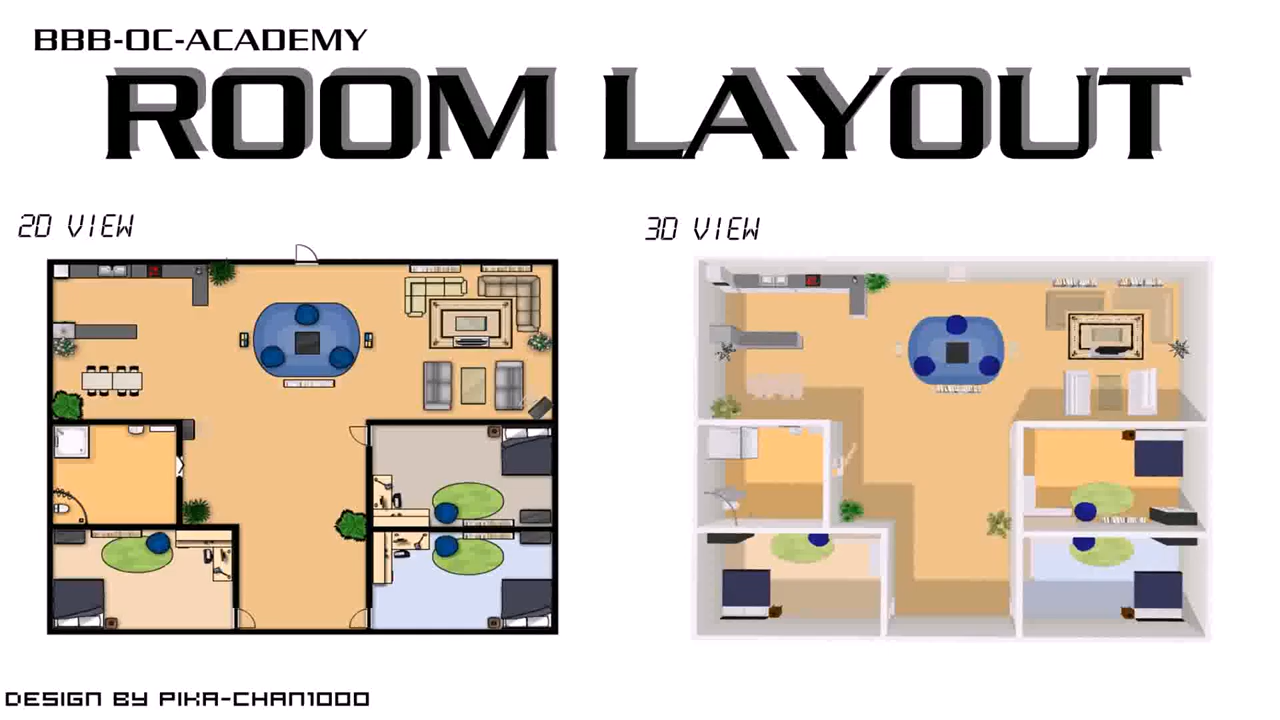 BBB-OC-ACADEMY
ROOM LAYOUT
2D VIEW
3D VIEW
DESIGN BY PIKA-CHAN1000